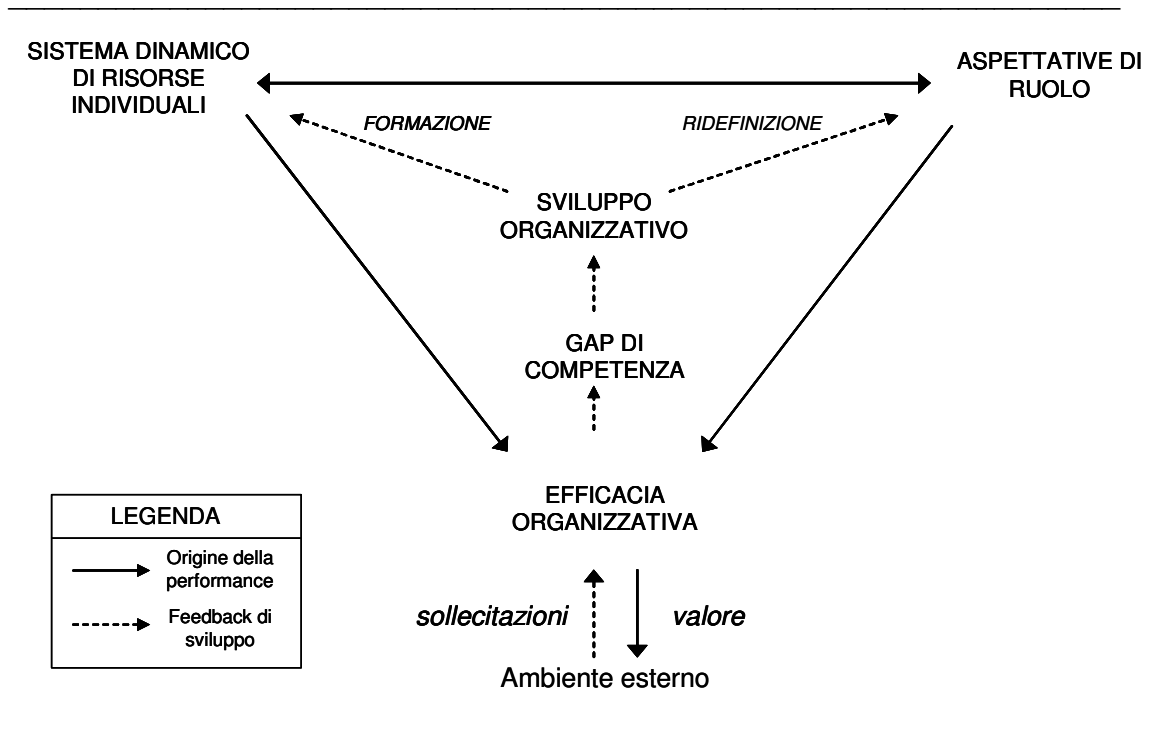 SISTEMA DINAMICO
DI RISORSE
INDIVIDUALI
ASPETTATIVE DI
RUOLO
FORMAZIONE
RIDEFINIZIONE
SVILUPPO
ORGANIZZATIVO
GAP DI
COMPETENZA
EFFICACIA
ORGANIZZATIVA
LEGENDA
Origine della
performance
Feedback di
sviluppo
sollecitazioni
valore
Ambiente esterno